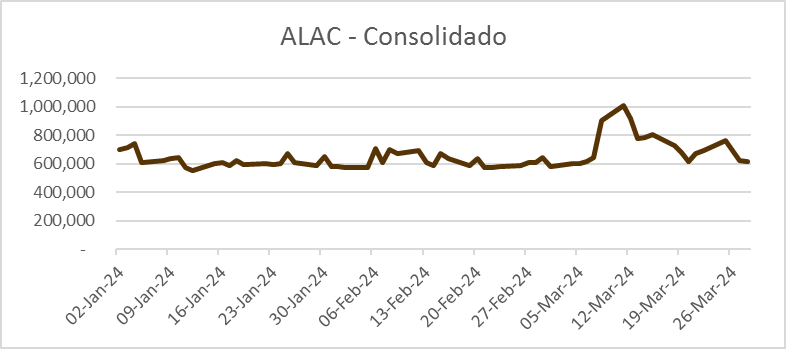 ALAC - Consolidado
1,200,000
1,000,000
800,000
600,000
400,000
200,000
-
02-Jan-24
09-Jan-24
16-Jan-24
23-Jan-24
30-Jan-24
06-Feb-24
13-Feb-24
20-Feb-24
27-Feb-24
05-Mar-24
12-Mar-24
19-Mar-24
26-Mar-24